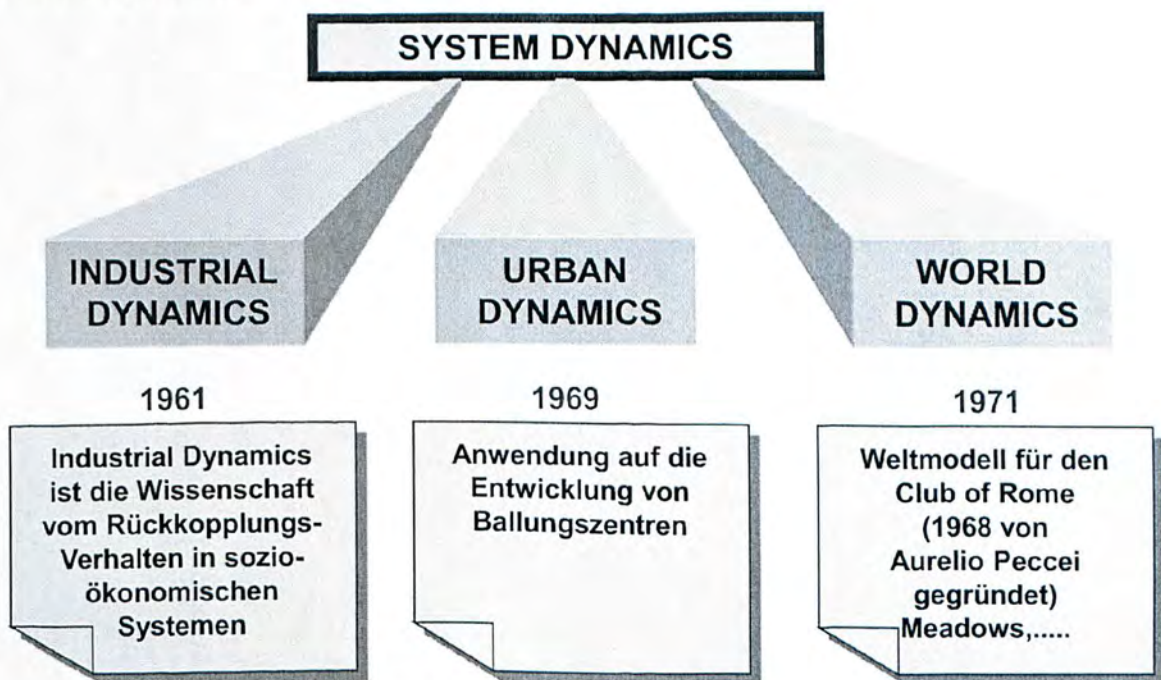 SYSTEM DYNAMICS
INDUSTRIAL
DYNAMICS
URBAN
DYNAMICS
WORLD
DYNAMICS
1961
1969
1971
Industrial Dynamics
ist die Wissenschaft
vom Rückkopplungs-
Verhalten in sozio-
ökonomischen
Systemen
Anwendung auf die
Entwicklung von
Ballungszentren
Weltmodell für den
Club of Rome
(1968 von
Aurelio Peccei
gegründet)
Meadows,.....